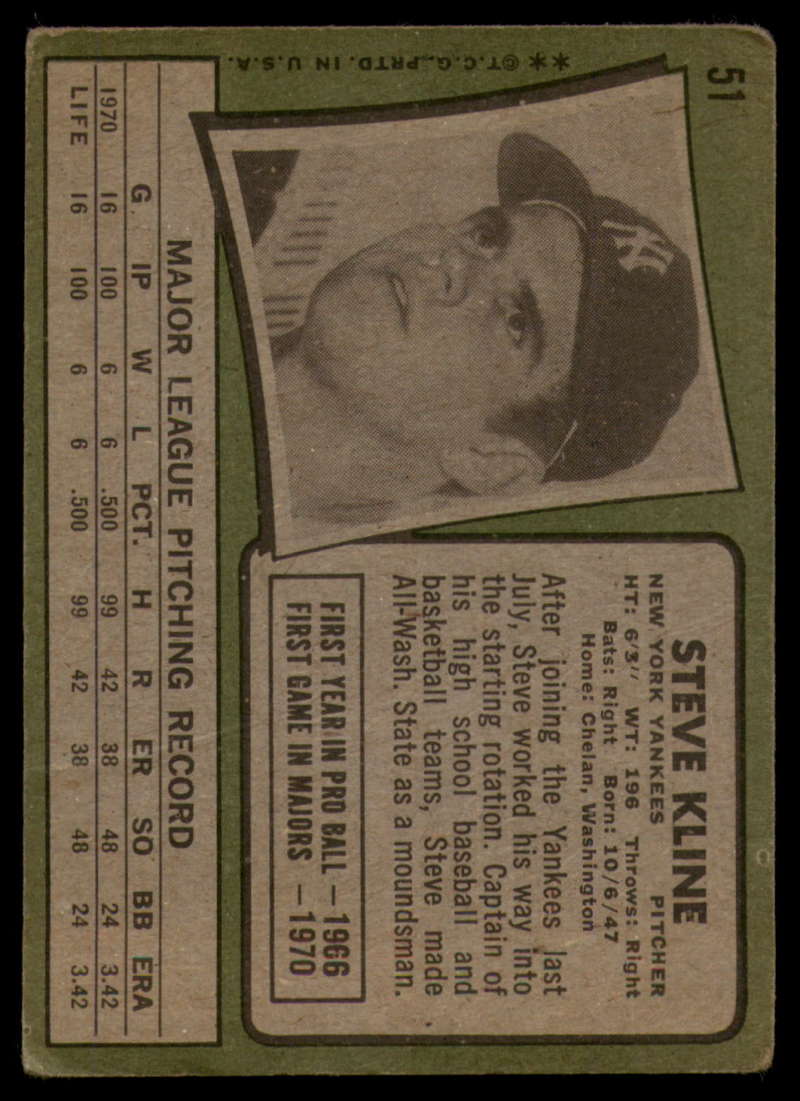 51
**©T.C.G. PRTD. IN U.S.A.
NY
STEVE KLINE
NEW YORK YANKEES PITCHER
HT: 6'3" WT: 196 Throws: Right
Bats: Right Born: 10/6/47
Home: Chelan, Washington
After joining the Yankees last
July, Steve worked his way into
the starting rotation. Captain of
his high school baseball and
basketball teams, Steve made
All-Wash. State as a moundsman.
FIRST YEAR IN PRO BALL — 1966
FIRST GAME IN MAJORS — 1970
MAJOR LEAGUE PITCHING RECORD
G IP W L PCT. H R ER SO BB ERA
1970 16 100 6 6 .500 99 42 38 48 24 3.42
LIFE 16 100 6 6 .500 99 42 38 48 24 3.42